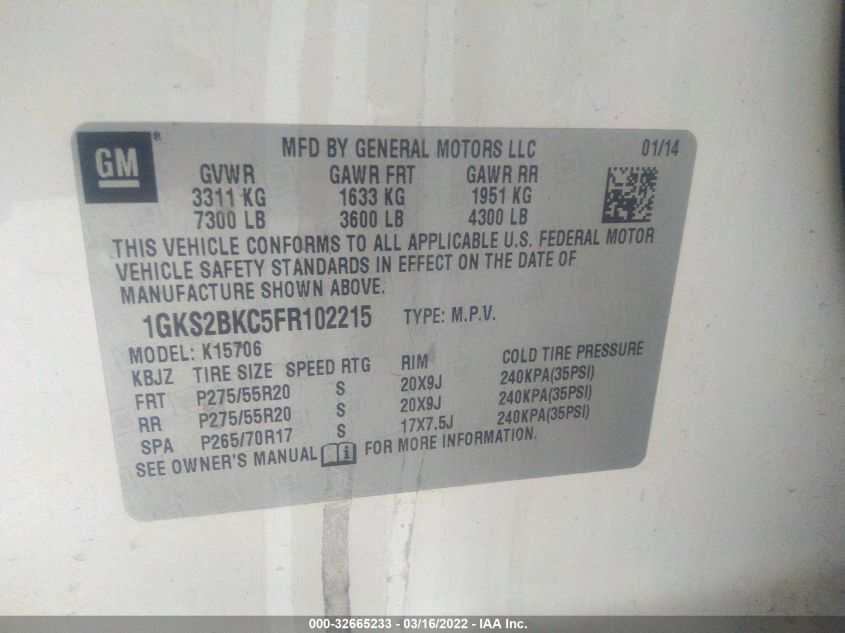 GM ® MFD BY GENERAL MOTORS LLC 01/14
GVWR GAWR FRT GAWR RR
3311 KG 1633 KG 1951 KG
7300 LB 3600 LB 4300 LB
THIS VEHICLE CONFORMS TO ALL APPLICABLE U.S. FEDERAL MOTOR
VEHICLE SAFETY STANDARDS IN EFFECT ON THE DATE OF
MANUFACTURE SHOWN ABOVE.
1GKS2BKC5FR102215 TYPE: M.P.V.
MODEL: K15706
KBJZ TIRE SIZE SPEED RTG RIM COLD TIRE PRESSURE
FRT P275/55R20 S 20X9J 240KPA(35PSI)
RR P275/55R20 S 20X9J 240KPA(35PSI)
SPA P265/70R17 S 17X7.5J 240KPA(35PSI)
SEE OWNER'S MANUAL FOR MORE INFORMATION.
000-32665233 - 03/16/2022 - IAA Inc.